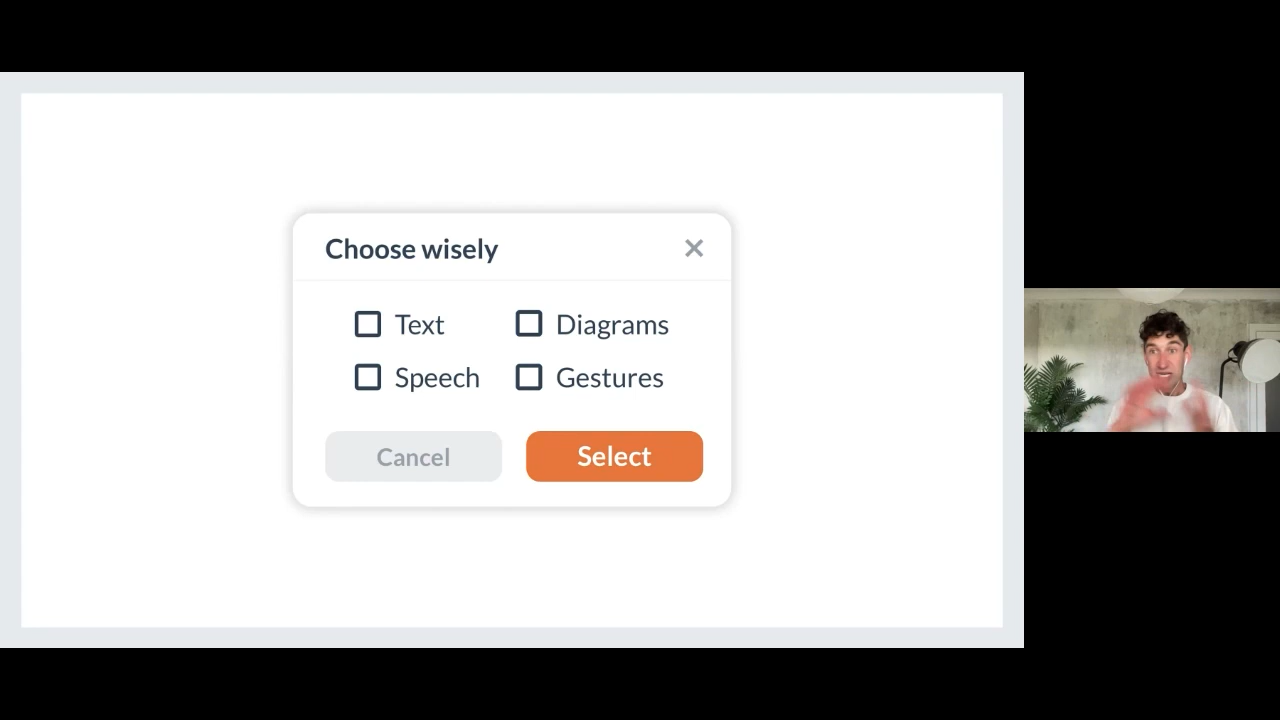 Choose wisely
Text
Diagrams
Speech
Gestures
Cancel
Select